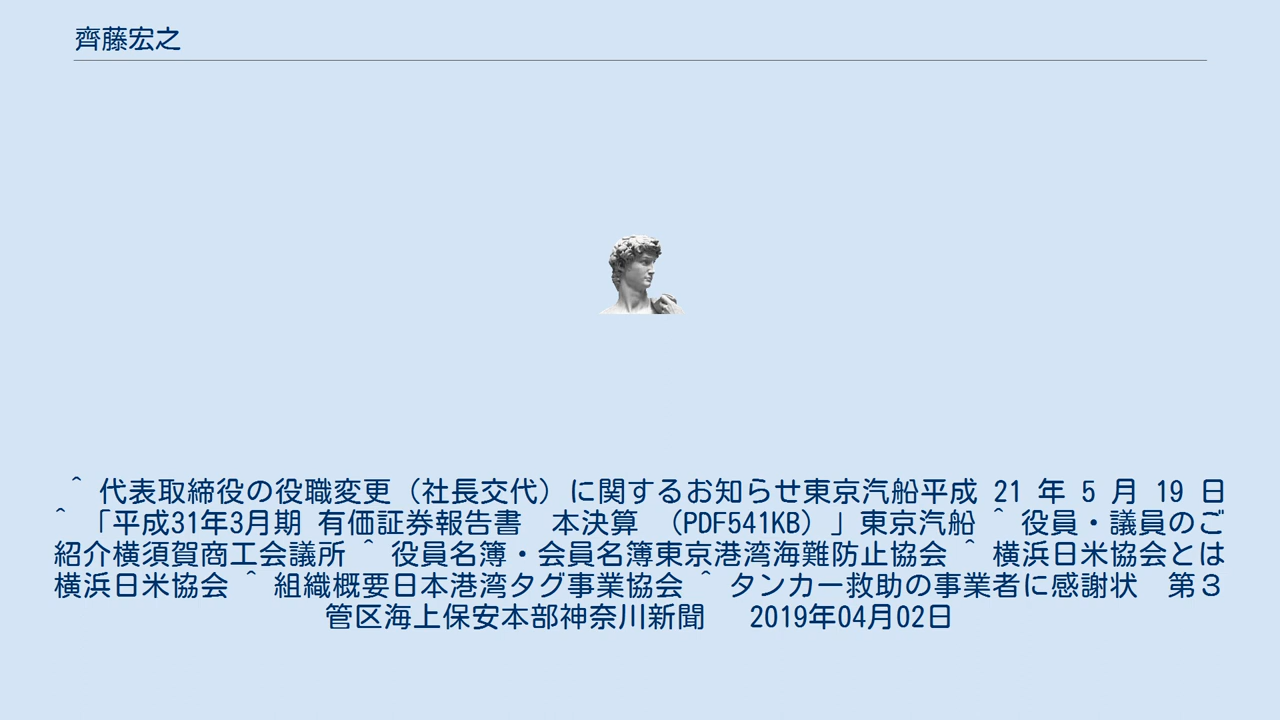 齊藤宏之
^ 代表取締役の役職変更（社長交代）に関するお知らせ東京汽船平成 21 年 5 月 19 日
^ 「平成31年3月期 有価証券報告書　本決算　（PDF541KB）」東京汽船 ^ 役員・議員のご
紹介横須賀商工会議所 ^ 役員名簿・会員名簿東京港湾海難防止協会 ^ 横浜日米協会とは
横浜日米協会 ^ 組織概要日本港湾タグ事業協会 ^ タンカー救助の事業者に感謝状　第３
管区海上保安本部神奈川新聞　 2019年04月02日